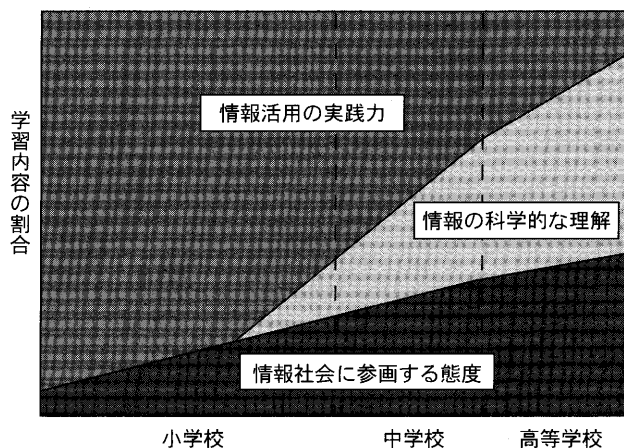 学習内容の割合
情報活用の実践力
情報の科学的な理解
情報社会に参画する態度
小学校
中学校
高等学校